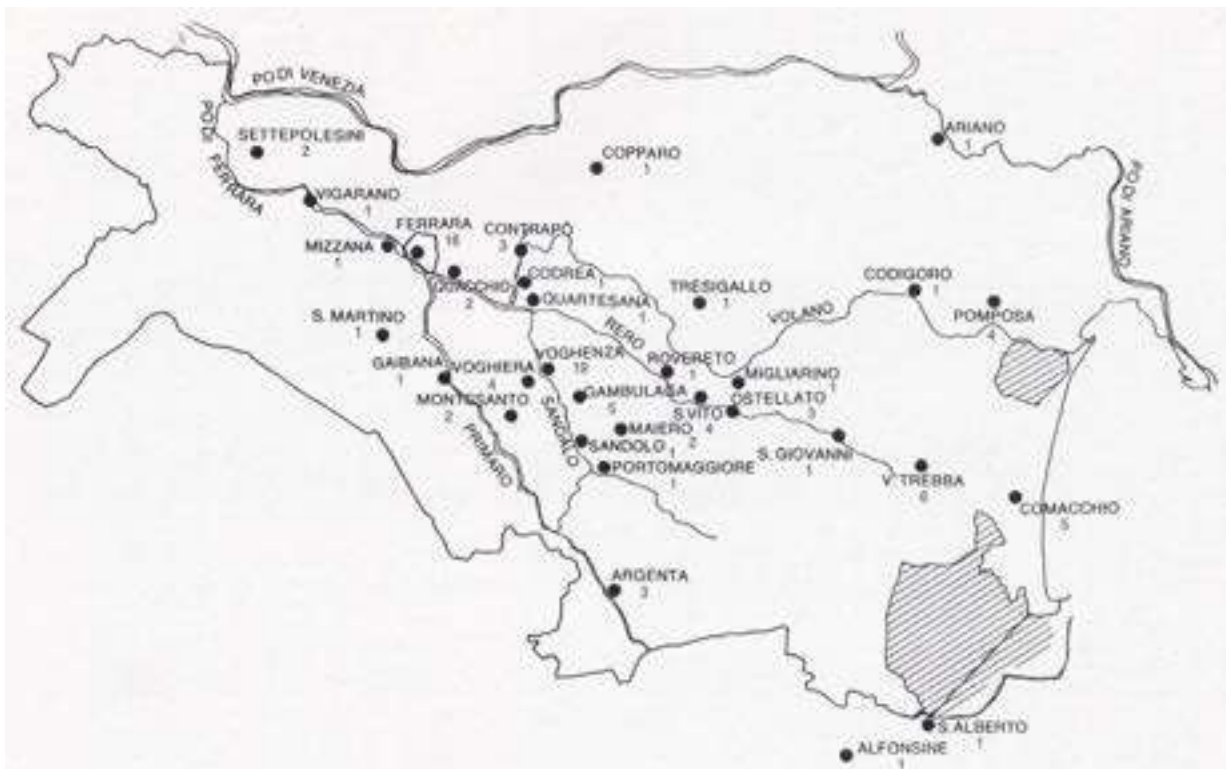 PO DI VENEZIA
PO DI FERRARA
SETTEPOLESINI
2
ARIANO
1
COPPARO
1
PO DI ARIANO
VIGARANO
1
FERRARA
CONTRAPÒ
3
MIZZANA
1
QUACCHIO
2
CODREA 1
QUARTESANA
1
TRESIGALLO
1
CODIGORO
1
POMPOSA
4
VOLANO
RERO
S. MARTINO
1
GAIBANA
1
VOGHIERA
4
VOGHENZA
ROVERETO
1
MIGLIARINO
1
MONTESANTO
2
GAMBULAGA
5
S.VITO
4
OSTELLATO
3
SANDALO
PRIMARO
MAIERO
2
SANDOLO 1
PORTOMAGGIORE
1
S. GIOVANNI
1
V. TREBBA
6
COMACCHIO
5
ARGENTA
3
S. ALBERTO
1
ALFONSINE
1